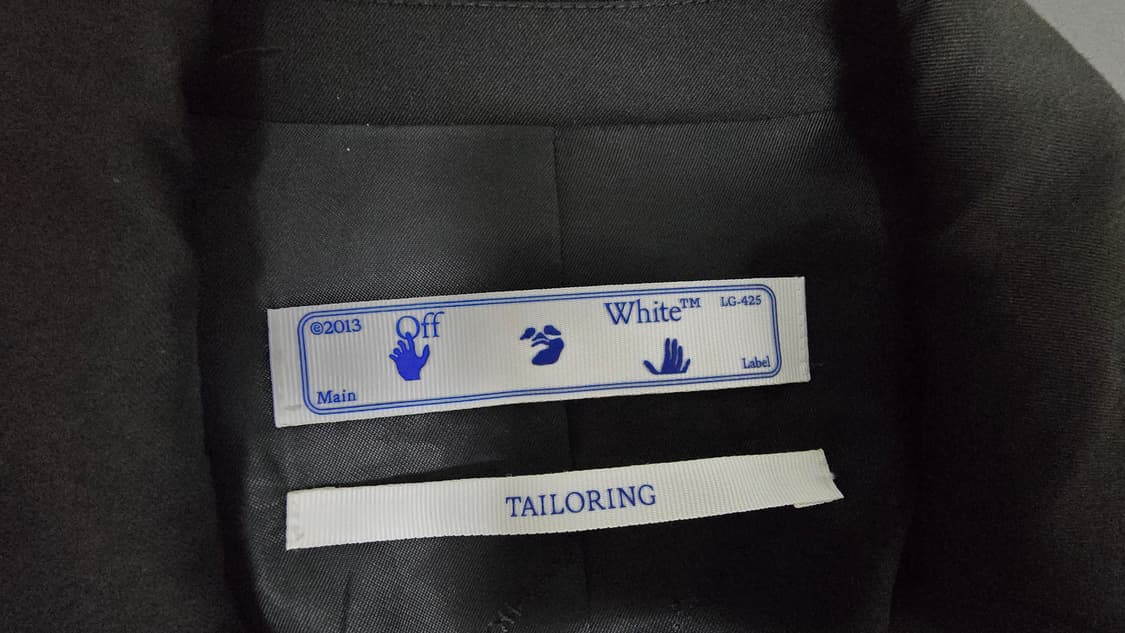 ©2013 Off White™ LG-425
Main Label
TAILORING